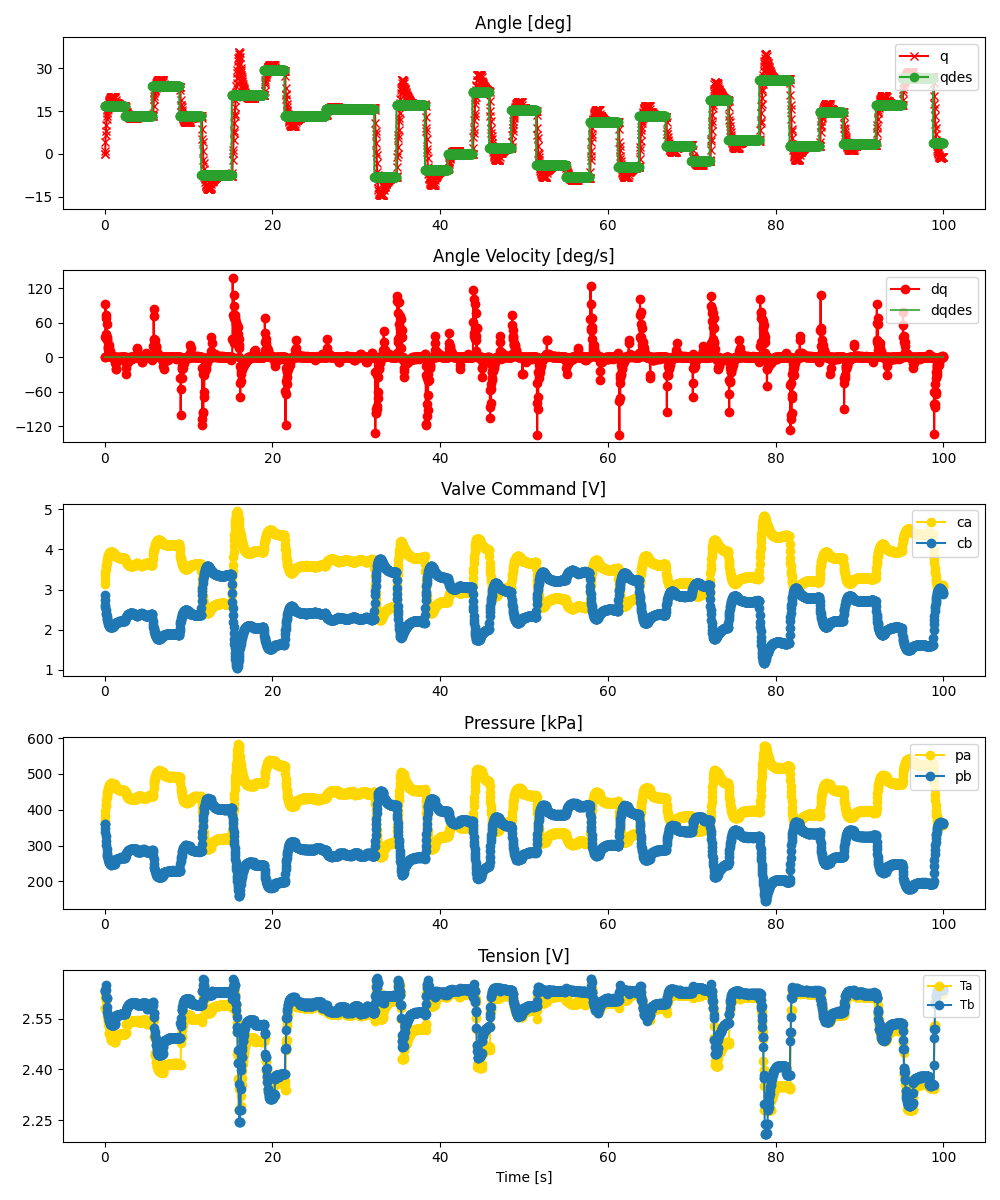 Angle [deg]
30
15
0
−15
q
qdes
0 20 40 60 80 100
Angle Velocity [deg/s]
120
60
0
−60
−120
dq
dqdes
0 20 40 60 80 100
Valve Command [V]
5
4
3
2
1
ca
cb
0 20 40 60 80 100
Pressure [kPa]
600
500
400
300
200
pa
pb
0 20 40 60 80 100
Tension [V]
2.55
2.40
2.25
Ta
Tb
0 20 40 60 80 100
Time [s]